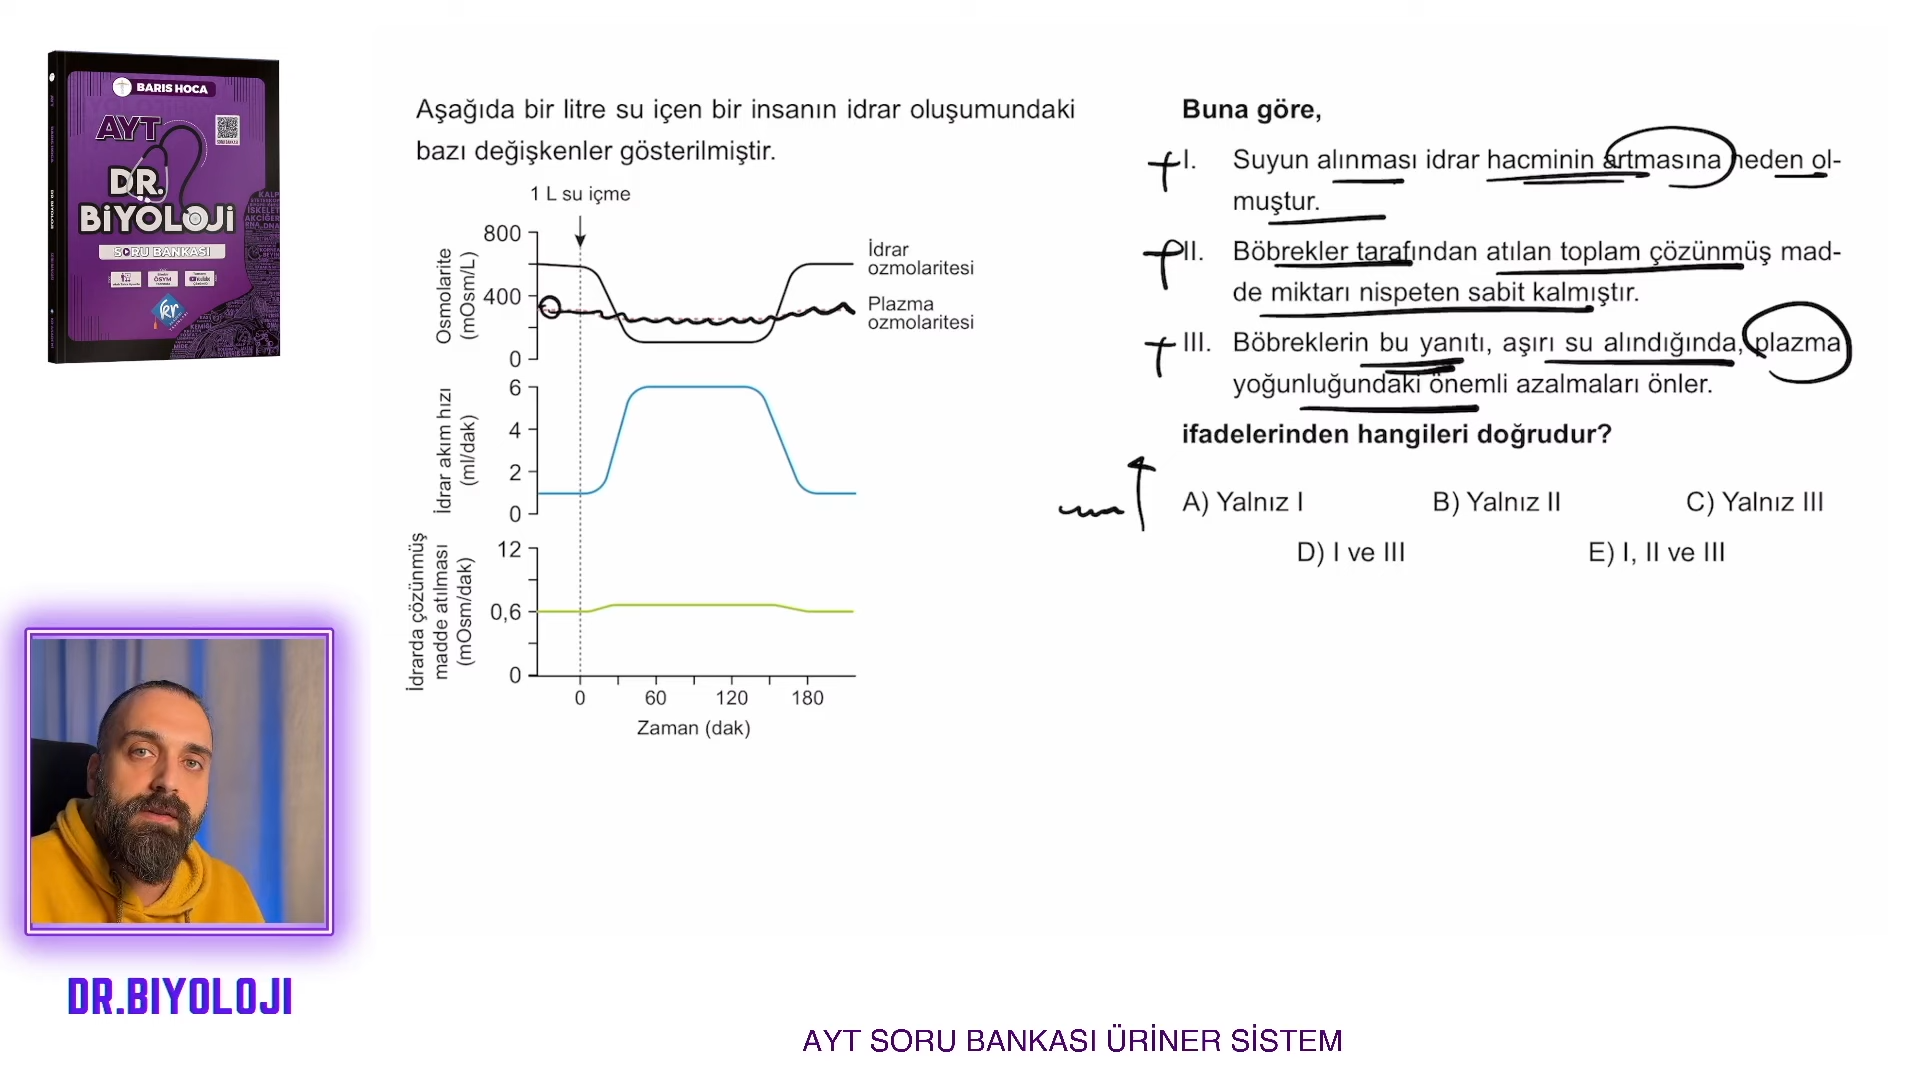 BARIS HOCA
AYT
DR.
BİYOLOJİ
SORU BANKASI
Aşağıda bir litre su içen bir insanın idrar oluşumundaki
bazı değişkenler gösterilmiştir.
1 L su içme
Osmolarite
(mOsm/L)
800
400
0
İdrar
ozmolaritesi
Plazma
ozmolaritesi
İdrar akım hızı
(ml/dak)
6
4
2
0
İdrarda çözünmüş
madde atılması
(mOsm/dak)
12
0,6
0
0 60 120 180
Zaman (dak)
Buna göre,
I. Suyun alınması idrar hacminin artmasına neden ol-
muştur.
II. Böbrekler tarafından atılan toplam çözünmüş mad-
de miktarı nispeten sabit kalmıştır.
III. Böbreklerin bu yanıtı, aşırı su alındığında, plazma
yoğunluğundaki önemli azalmaları önler.
ifadelerinden hangileri doğrudur?
A) Yalnız I B) Yalnız II C) Yalnız III
D) I ve III E) I, II ve III
DR.BIYOLOJI
AYT SORU BANKASI ÜRİNER SİSTEM